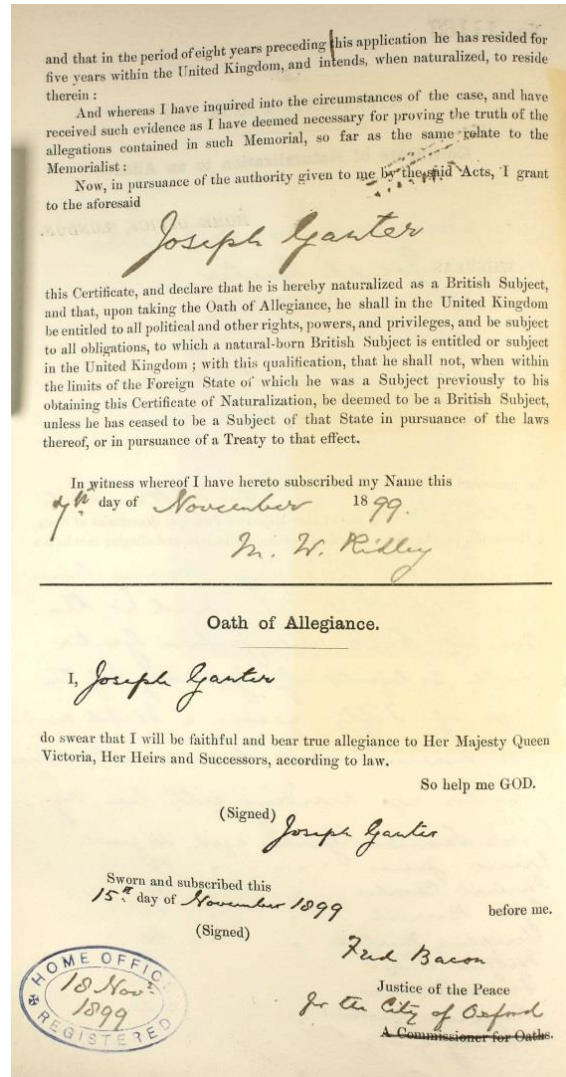 and that in the period of eight years preceding this application he has resided for
five years within the United Kingdom, and intends, when naturalized, to reside
therein :
And whereas I have inquired into the circumstances of the case, and have
received such evidence as I have deemed necessary for proving the truth of the
allegations contained in such Memorial, so far as the same relate to the
Memorialist :
Now, in pursuance of the authority given to me by the said Acts, I grant
to the aforesaid
Joseph Ganter
this Certificate, and declare that he is hereby naturalized as a British Subject,
and that, upon taking the Oath of Allegiance, he shall in the United Kingdom
be entitled to all political and other rights, powers, and privileges, and be subject
to all obligations, to which a natural-born British Subject is entitled or subject
in the United Kingdom ; with this qualification, that he shall not, when within
the limits of the Foreign State of which he was a Subject previously to his
obtaining this Certificate of Naturalization, be deemed to be a British Subject,
unless he has ceased to be a Subject of that State in pursuance of the laws
thereof, or in pursuance of a Treaty to that effect.
In witness whereof I have hereto subscribed my Name this
7th day of November 1899.
M. W. Ridley
Oath of Allegiance.
I, Joseph Ganter
do swear that I will be faithful and bear true allegiance to Her Majesty Queen
Victoria, Her Heirs and Successors, according to law.
So help me GOD.
(Signed) Joseph Ganter
Sworn and subscribed this
15th day of November 1899 before me.
(Signed)
Fred Bacon
Justice of the Peace
for the City of Oxford
A Commissioner for Oaths.
HOME OFFICE
18 Novr.
1899
REGISTERED